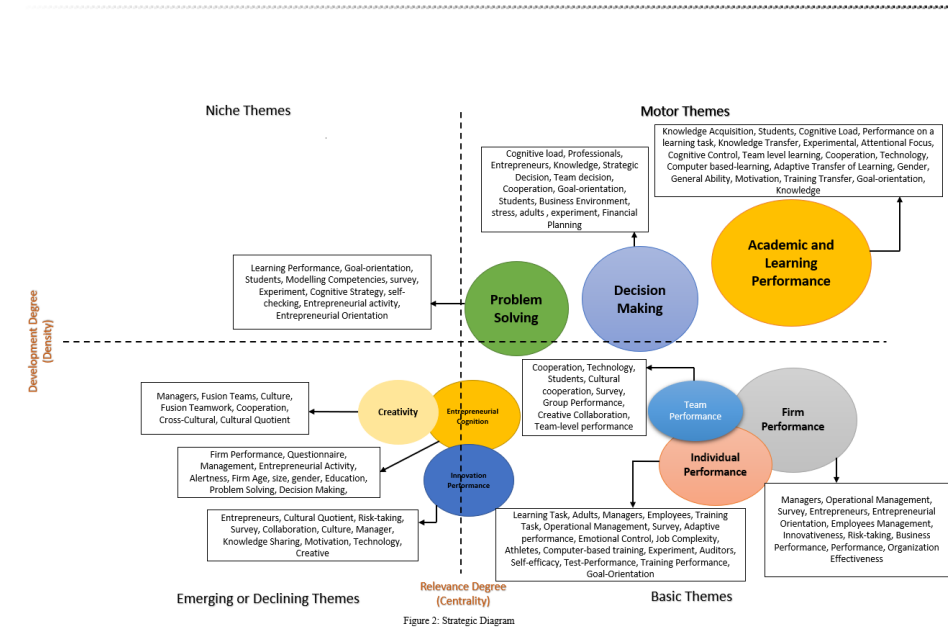 Niche Themes
Motor Themes
Knowledge Acquisition, Students, Cognitive Load, Performance on a
learning task, Knowledge Transfer, Experimental, Attentional Focus,
Cognitive Control, Team level learning, Cooperation, Technology,
Computer based-learning, Adaptive Transfer of Learning, Gender,
General Ability, Motivation, Training Transfer, Goal-orientation,
Knowledge
Cognitive load, Professionals,
Entrepreneurs, Knowledge, Strategic
Decision, Team decision,
Cooperation, Goal-orientation,
Students, Business Environment,
stress, adults , experiment, Financial
Planning
Academic and
Learning
Performance
Learning Performance, Goal-orientation,
Students, Modelling Competencies, survey,
Experiment, Cognitive Strategy, self-
checking, Entrepreneurial activity,
Entrepreneurial Orientation
Problem
Solving
Decision
Making
Development Degree
(Density)
Cooperation, Technology,
Students, Cultural
cooperation, Survey,
Group Performance,
Creative Collaboration,
Team-level performance
Managers, Fusion Teams, Culture,
Fusion Teamwork, Cooperation,
Cross-Cultural, Cultural Quotient
Creativity
Entrepreneurial
Cognition
Team
Performance
Firm
Performance
Individual
Performance
Firm Performance, Questionnaire,
Management, Entrepreneurial Activity,
Alertness, Firm Age, size, gender, Education,
Problem Solving, Decision Making,
Innovation
Performance
Entrepreneurs, Cultural Quotient, Risk-taking,
Survey, Collaboration, Culture, Manager,
Knowledge Sharing, Motivation, Technology,
Creative
Learning Task, Adults, Managers, Employees, Training
Task, Operational Management, Survey, Adaptive
performance, Emotional Control, Job Complexity,
Athletes, Computer-based training, Experiment, Auditors,
Self-efficacy, Test-Performance, Training Performance,
Goal-Orientation
Managers, Operational Management,
Survey, Entrepreneurs, Entrepreneurial
Orientation, Employees Management,
Innovativeness, Risk-taking, Business
Performance, Performance, Organization
Effectiveness
Emerging or Declining Themes
Relevance Degree
(Centrality)
Basic Themes
Figure 2: Strategic Diagram